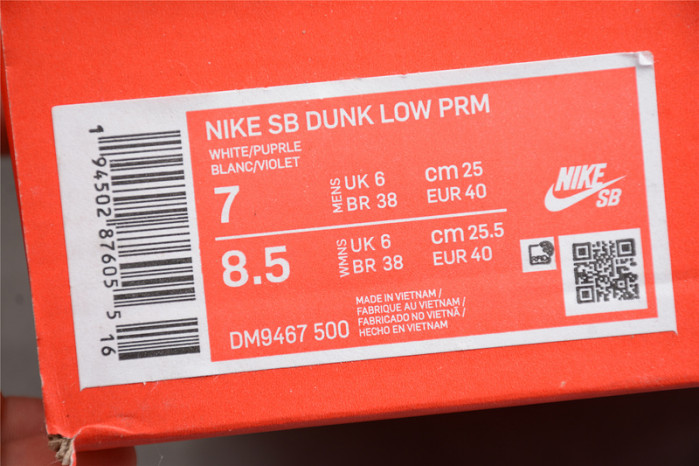 NIKE SB DUNK LOW PRM
WHITE/PUPRLE
BLANC/VIOLET
7
MENS
UK 6
BR 38
cm 25
EUR 40
8.5
WMNS
UK 6
BR 38
cm 25.5
EUR 40
DM9467 500
MADE IN VIETNAM /
FABRIQUE AU VIETNAM /
FABRICADO NO VIETNÃ /
HECHO EN VIETNAM
NIKE
SB
1 94502 87605 5 16